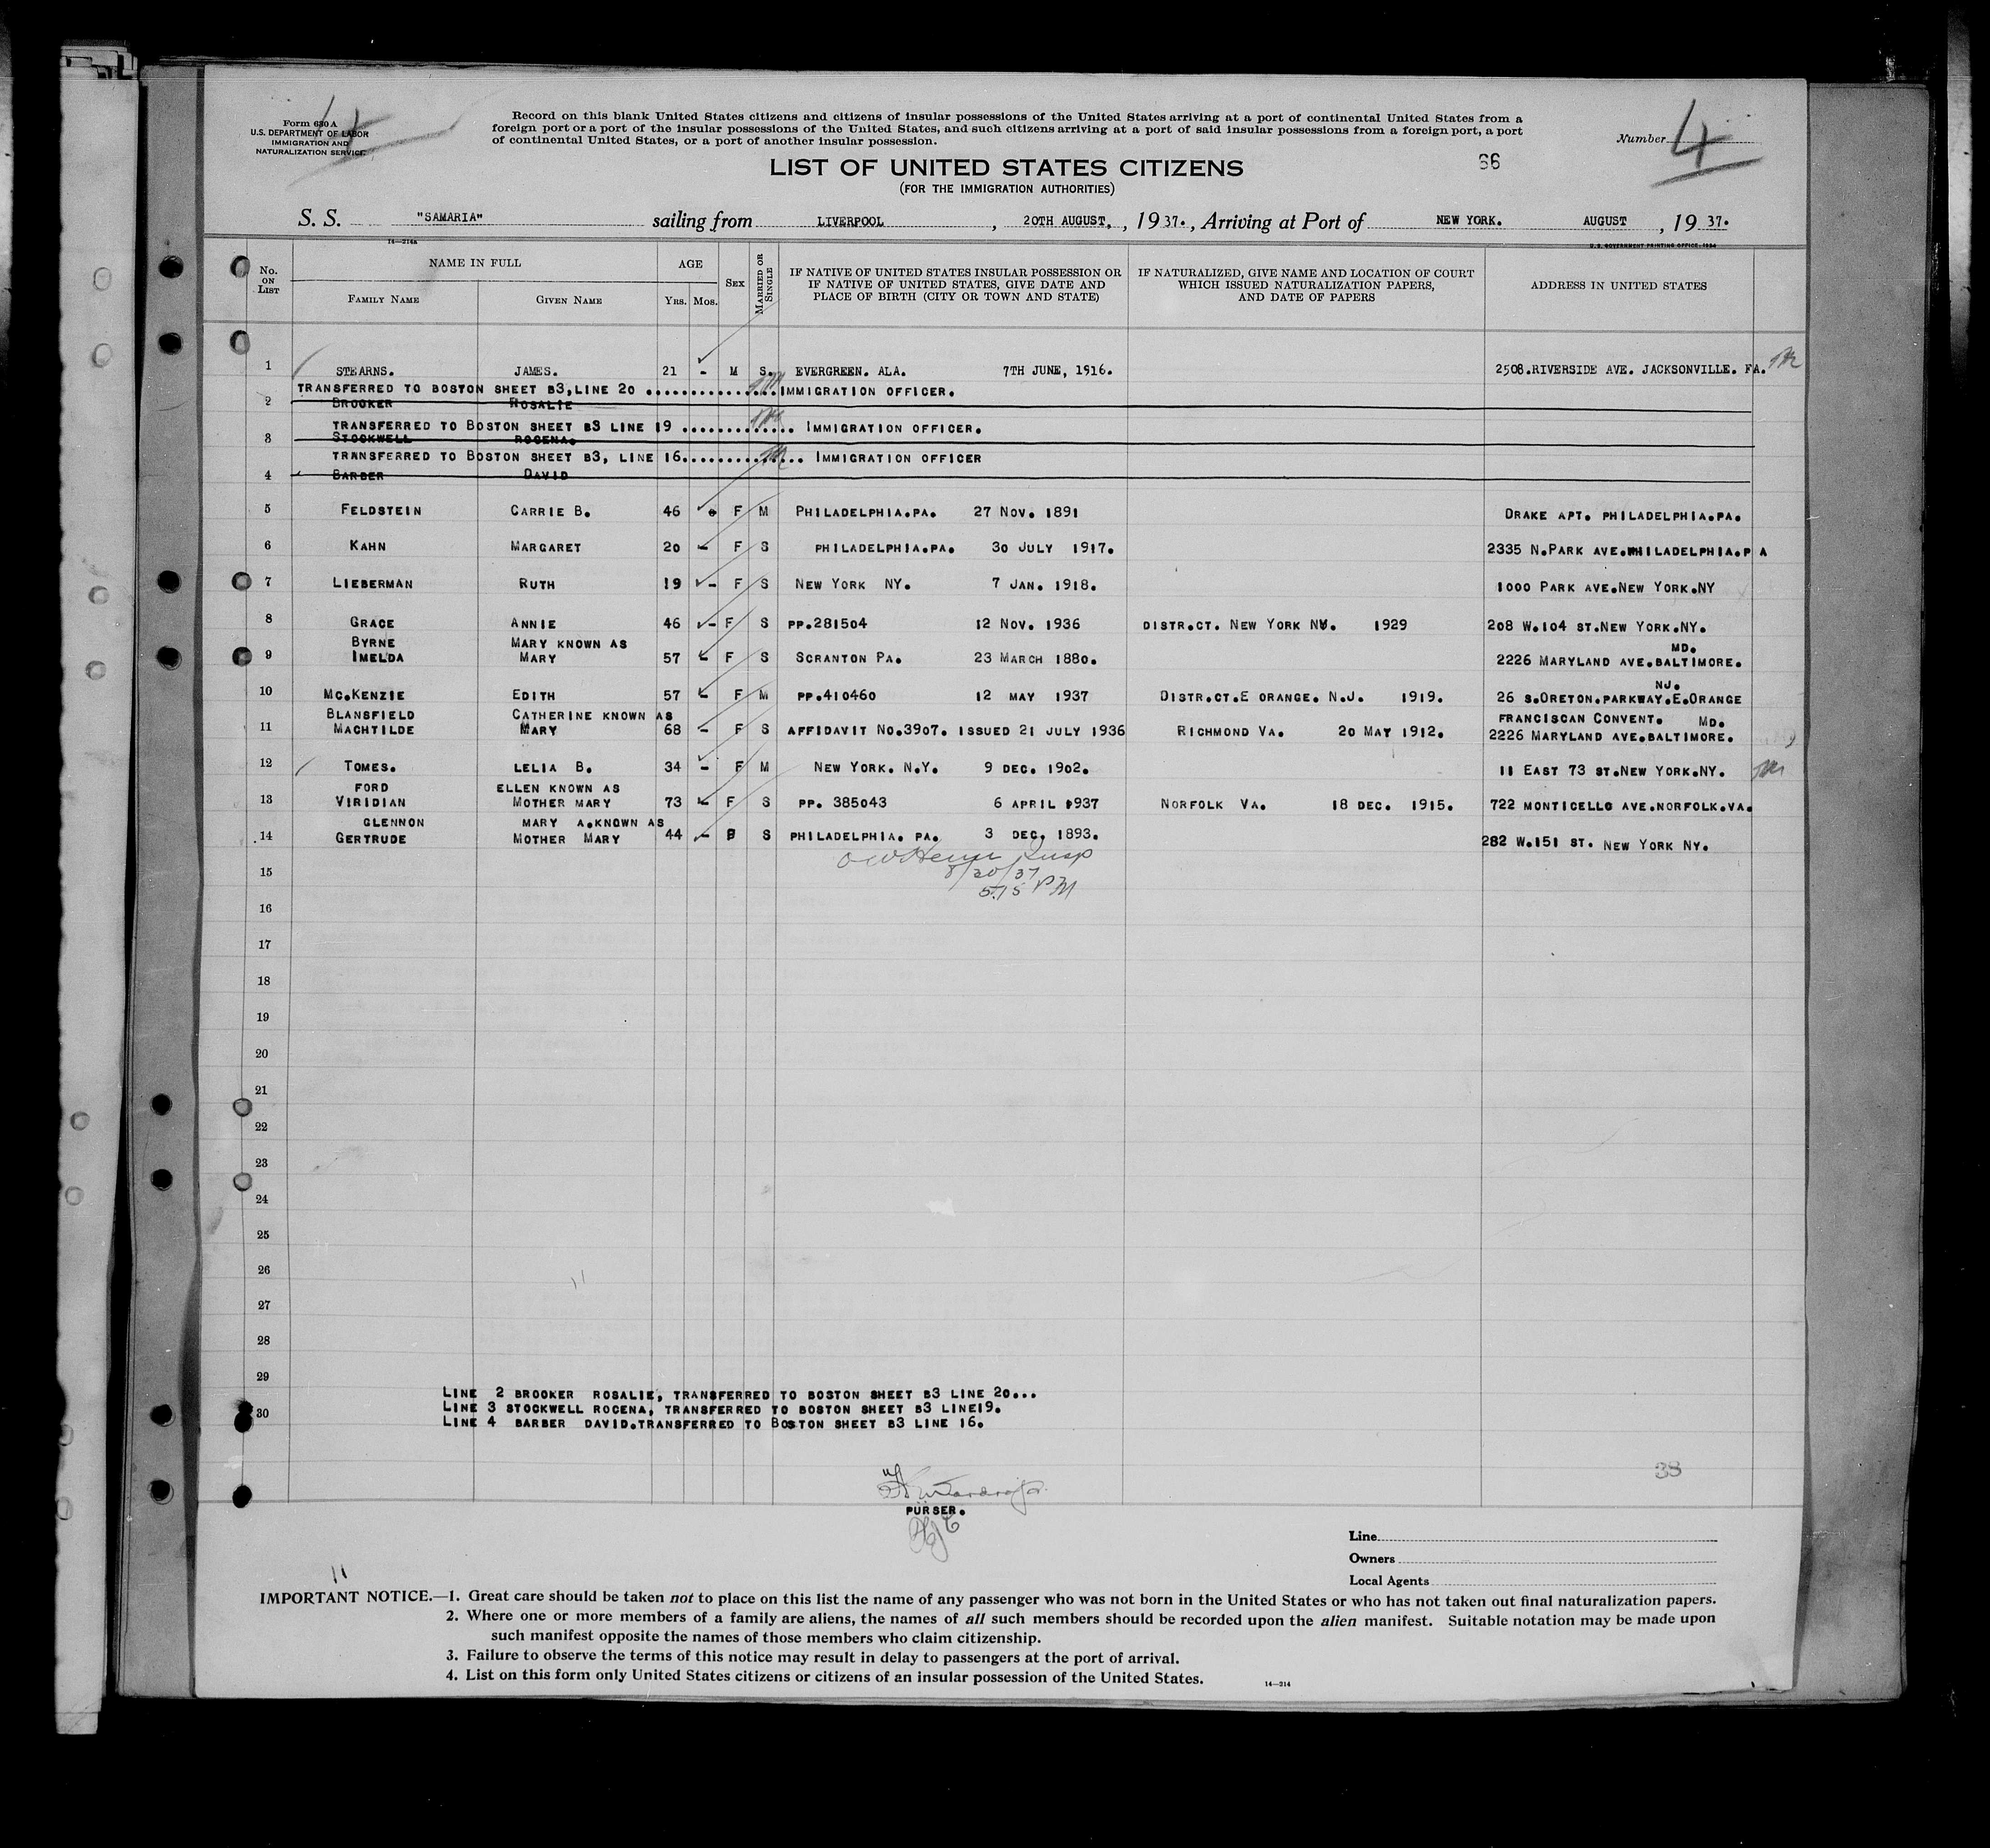 Form 630 A
U.S. DEPARTMENT OF LABOR
IMMIGRATION AND
NATURALIZATION SERVICE
Record on this blank United States citizens and citizens of insular possessions of the United States arriving at a port of continental United States from a
foreign port or a port of the insular possessions of the United States, and such citizens arriving at a port of said insular possessions from a foreign port, a port
of continental United States, or a port of another insular possession.
Number 4
LIST OF UNITED STATES CITIZENS
66
(FOR THE IMMIGRATION AUTHORITIES)
S. S. "SAMARIA" sailing from LIVERPOOL, 20TH AUGUST, , 1937., Arriving at Port of NEW YORK. AUGUST , 1937.
14—214A
U.S. GOVERNMENT PRINTING OFFICE: 1934
No. ON LIST
NAME IN FULL
FAMILY NAME GIVEN NAME
AGE
YRS. MOS.
SEX
MARRIED OR SINGLE
IF NATIVE OF UNITED STATES INSULAR POSSESSION OR
IF NATIVE OF UNITED STATES, GIVE DATE AND
PLACE OF BIRTH (CITY OR TOWN AND STATE)
IF NATURALIZED, GIVE NAME AND LOCATION OF COURT
WHICH ISSUED NATURALIZATION PAPERS,
AND DATE OF PAPERS
ADDRESS IN UNITED STATES
1 STEARNS. JAMES. 21 - M S. EVERGREEN. ALA. 7TH JUNE, 1916. 2508.RIVERSIDE AVE. JACKSONVILLE. FA.
TRANSFERRED TO BOSTON SHEET B3,LINE 20 ............... IMMIGRATION OFFICER.
2 BROOKER ROSALIE
TRANSFERRED TO BOSTON SHEET B3 LINE 19 ............. IMMIGRATION OFFICER.
3 STOCKWELL ROCENA.
TRANSFERRED TO BOSTON SHEET B3, LINE 16.............. IMMIGRATION OFFICER
4 BARBER DAVID
5 FELDSTEIN CARRIE B. 46 F M PHILADELPHIA.PA. 27 NOV. 1891 DRAKE APT. PHILADELPHIA.PA.
6 KAHN MARGARET 20 - F S PHILADELPHIA.PA. 30 JULY 1917. 2335 N.PARK AVE.PHILADELPHIA.P A
7 LIEBERMAN RUTH 19 - F S NEW YORK NY. 7 JAN. 1918. 1000 PARK AVE.NEW YORK.NY
8 GRACE ANNIE 46 - F S PP.281504 12 NOV. 1936 DISTR.CT. NEW YORK NY. 1929 208 W.104 ST.NEW YORK.NY.
BYRNE MARY KNOWN AS
9 IMELDA MARY 57 - F S SCRANTON PA. 23 MARCH 1880. MD.
2226 MARYLAND AVE.BALTIMORE.
10 MC.KENZIE EDITH 57 - F M PP.410460 12 MAY 1937 DISTR.CT.E ORANGE. N.J. 1919. NJ.
26 S.ORETON.PARKWAY.E.ORANGE
BLANSFIELD CATHERINE KNOWN AS FRANCISCAN CONVENT. MD.
11 MACHTILDE MARY 68 - F S AFFIDAVIT NO.3907. ISSUED 21 JULY 1936 RICHMOND VA. 20 MAY 1912. 2226 MARYLAND AVE.BALTIMORE.
12 TOMES. LELIA B. 34 - F M NEW YORK. N.Y. 9 DEC. 1902. 11 EAST 73 ST.NEW YORK.NY.
FORD ELLEN KNOWN AS
13 VIRIDIAN MOTHER MARY 73 - F S PP. 385043 6 APRIL 1937 NORFOLK VA. 18 DEC. 1915. 722 MONTICELLO AVE.NORFOLK.VA.
GLENNON MARY A.KNOWN AS
14 GERTRUDE MOTHER MARY 44 - F S PHILADELPHIA. PA. 3 DEC. 1893. 282 W.151 ST. NEW YORK NY.
Insp
8/30/37
5.15 PM
15
16
17
18
19
20
21
22
23
24
25
26
27
28
29
LINE 2 BROOKER ROSALIE, TRANSFERRED TO BOSTON SHEET B3 LINE 20...
30 LINE 3 STOCKWELL ROCENA, TRANSFERRED TO BOSTON SHEET B3 LINE19.
LINE 4 BARBER DAVID.TRANSFERRED TO BOSTON SHEET B3 LINE 16.
38
PURSER.
Line
Owners
Local Agents
11
IMPORTANT NOTICE.—1. Great care should be taken not to place on this list the name of any passenger who was not born in the United States or who has not taken out final naturalization papers.
2. Where one or more members of a family are aliens, the names of all such members should be recorded upon the alien manifest. Suitable notation may be made upon
such manifest opposite the names of those members who claim citizenship.
3. Failure to observe the terms of this notice may result in delay to passengers at the port of arrival.
4. List on this form only United States citizens or citizens of an insular possession of the United States.
14—214